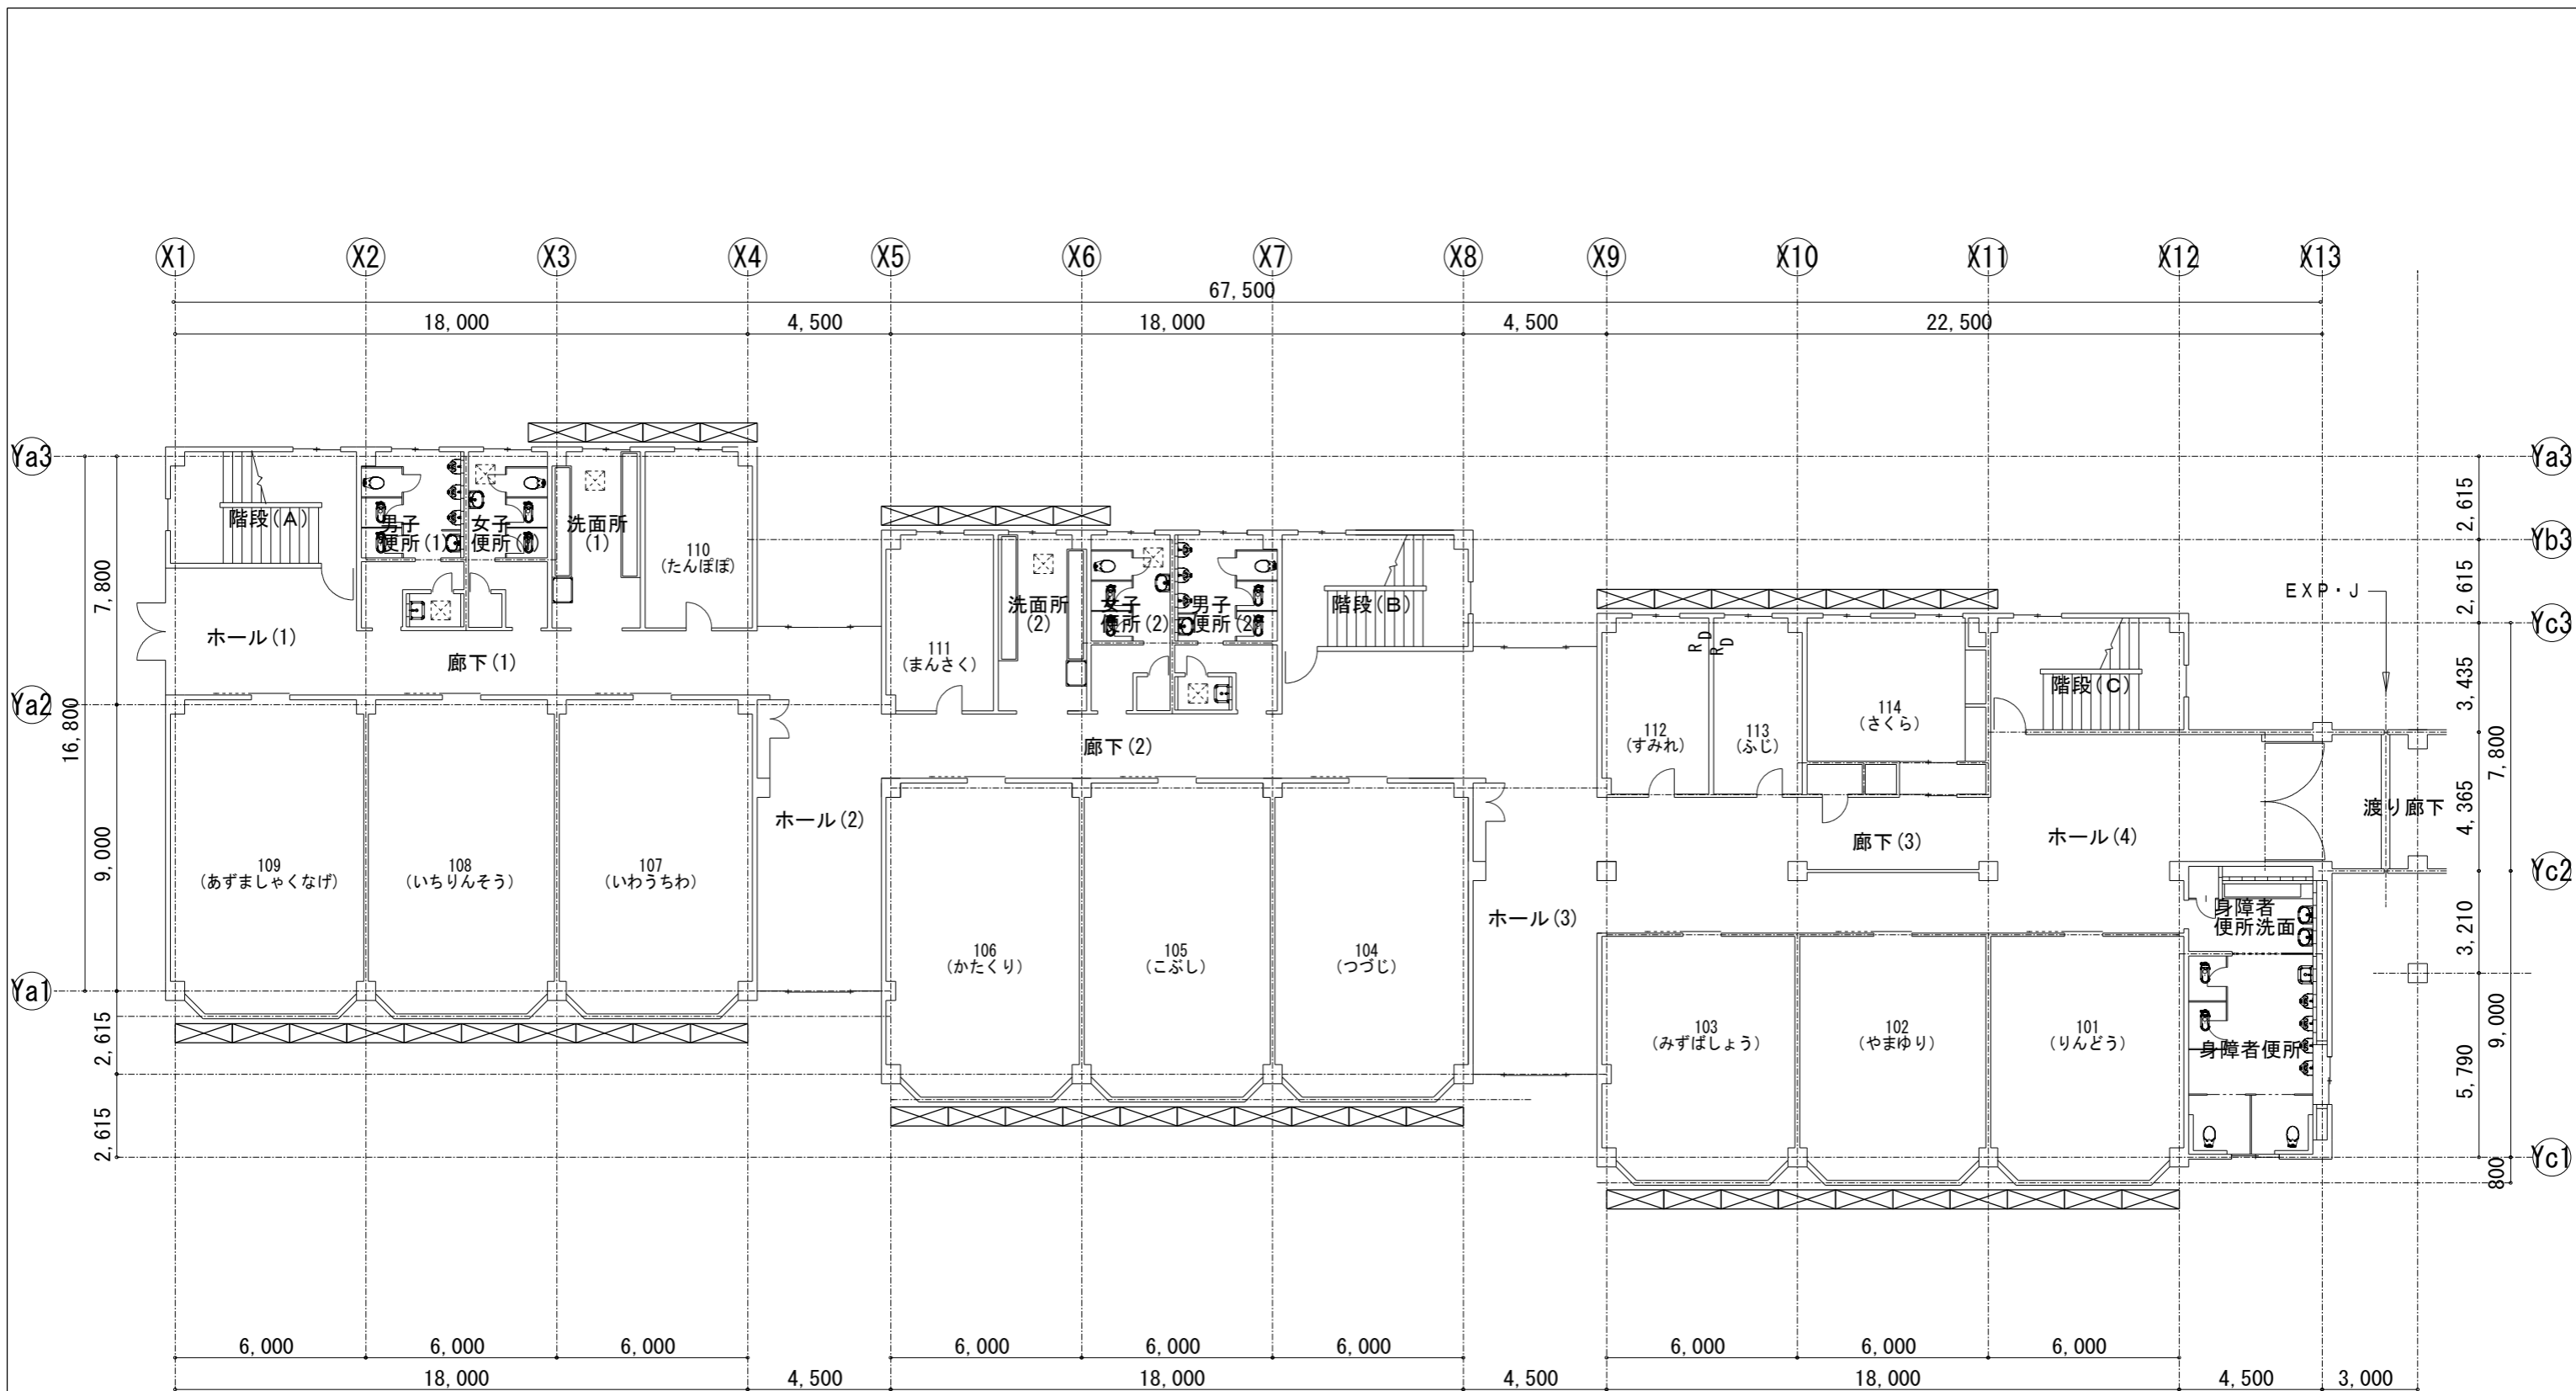 X1 X2 X3 X4 X5 X6 X7 X8 X9 X10 X11 X12 X13
67,500
18,000 4,500 18,000 4,500 22,500
Ya3 Ya3
2,615
Yb3
2,615
Yc3
EXP・J
階段(A)
男子
便所(1)
女子
便所(1)
洗面所
(1)
110
(たんぽぽ)
7,800
ホール(1)
廊下(1)
洗面所
(2)
女子
便所(2)
男子
便所(2)
階段(B)
111
(まんさく)
RD
RD
3,435
階段(C)
Ya2
16,800
廊下(2)
112
(すみれ)
113
(ふじ)
114
(さくら)
7,800
4,365
渡り廊下
ホール(2)
廊下(3)
ホール(4)
9,000
109
(あずましゃくなげ)
108
(いちりんそう)
107
(いわうちわ)
Yc2
ホール(3)
身障者
便所洗面
3,210
106
(かたくり)
105
(こぶし)
104
(つづじ)
Ya1
9,000
2,615
103
(みずばしょう)
102
(やまゆり)
101
(りんどう)
身障者便所
5,790
2,615
Yc1
800
6,000 6,000 6,000 6,000 6,000 6,000 6,000 6,000 6,000
18,000 4,500 18,000 4,500 18,000 4,500 3,000